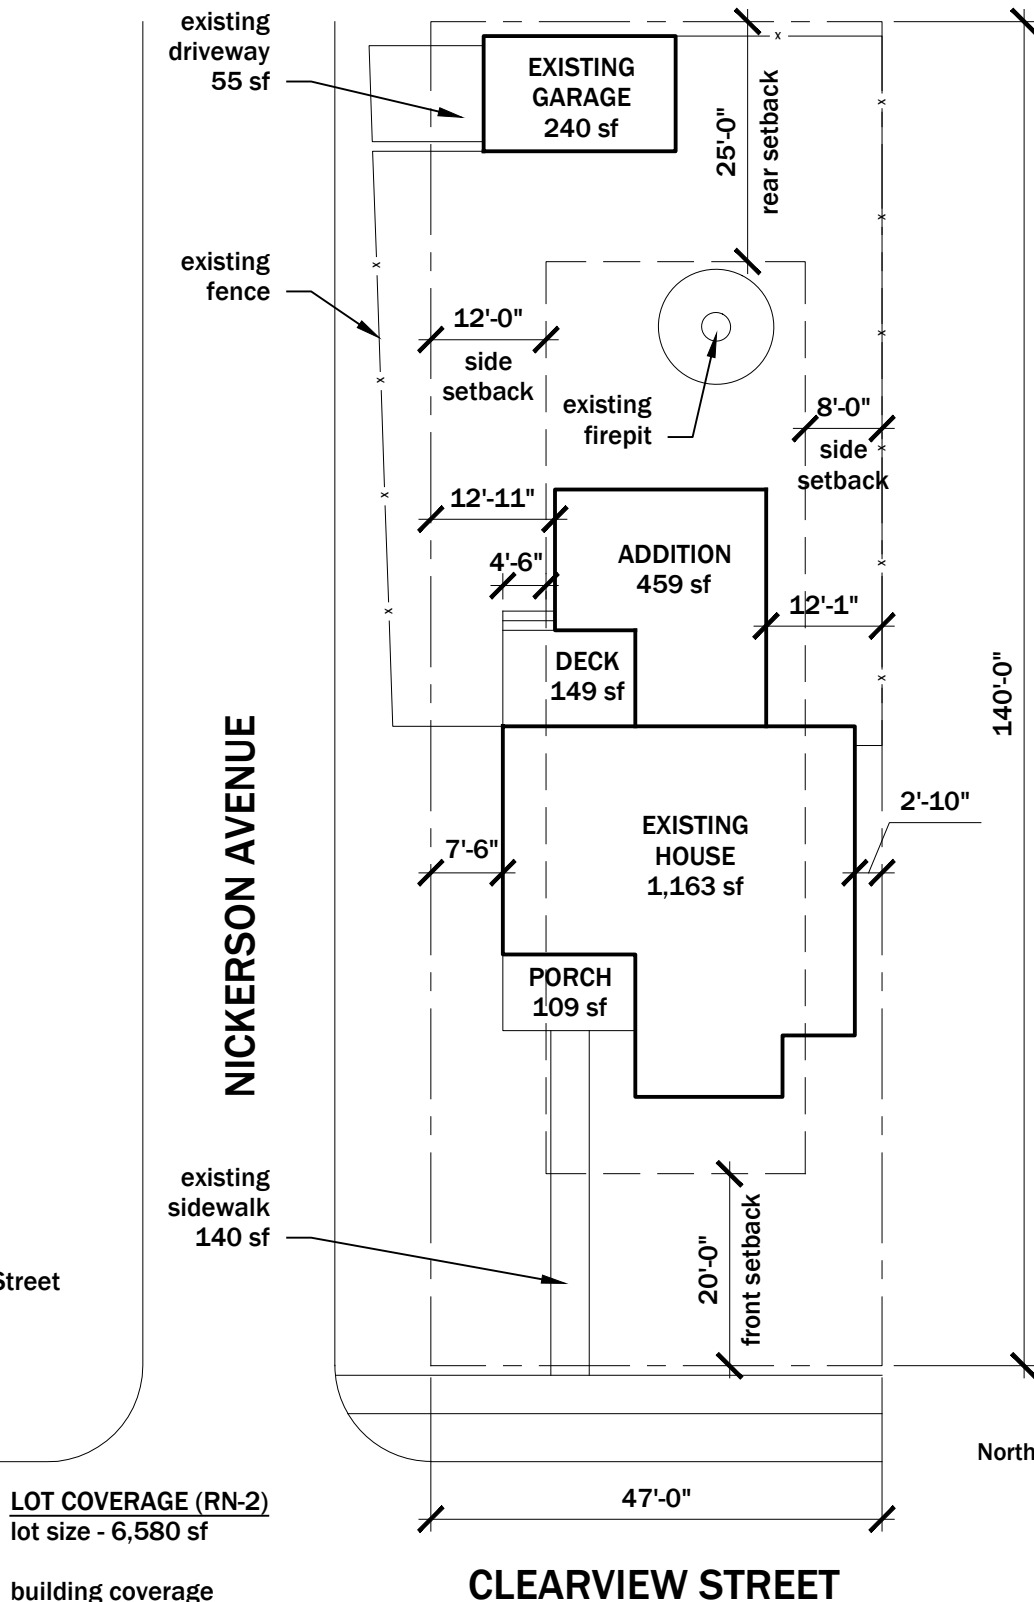 existing
driveway
55 sf
EXISTING
GARAGE
240 sf
25'-0"
rear setback
existing
fence
12'-0"
side
setback
existing
firepit
8'-0"
side
setback
12'-11"
4'-6"
ADDITION
459 sf
12'-1"
DECK
149 sf
140'-0"
NICKERSON AVENUE
2'-10"
7'-6"
EXISTING
HOUSE
1,163 sf
PORCH
109 sf
existing
sidewalk
140 sf
20'-0"
front setback
Street
North
47'-0"
LOT COVERAGE (RN-2)
lot size - 6,580 sf
building coverage
CLEARVIEW STREET